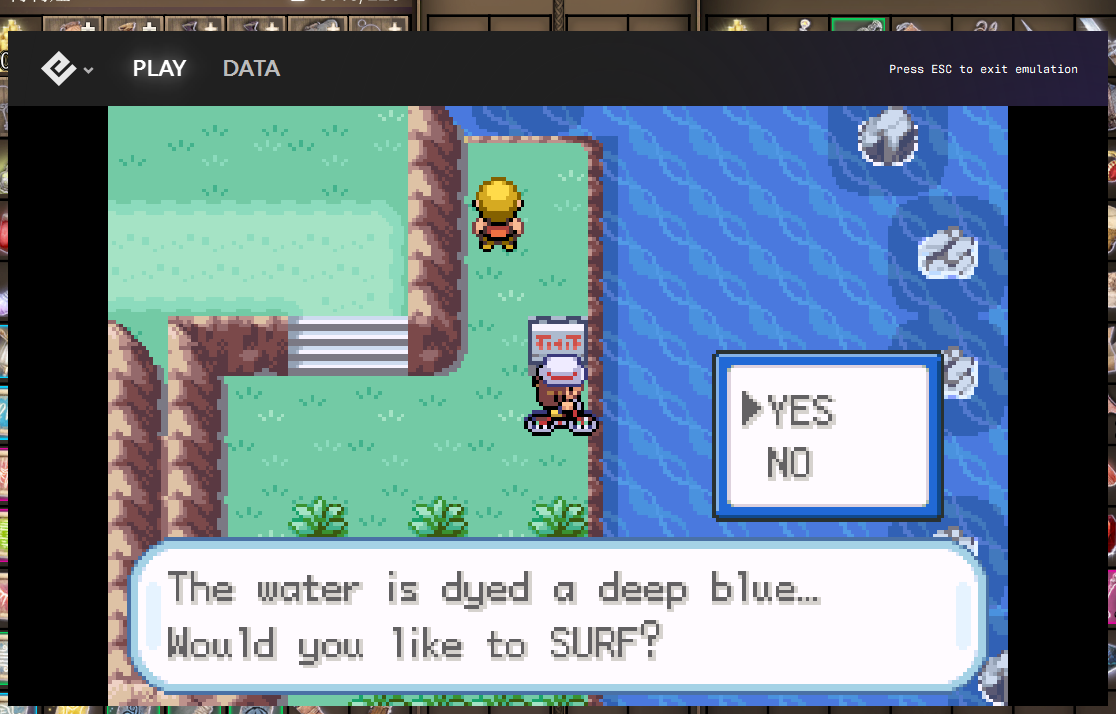 PLAY
DATA
Press ESC to exit emulation
YES
NO
The water is dyed a deep blue…
Would you like to SURF?